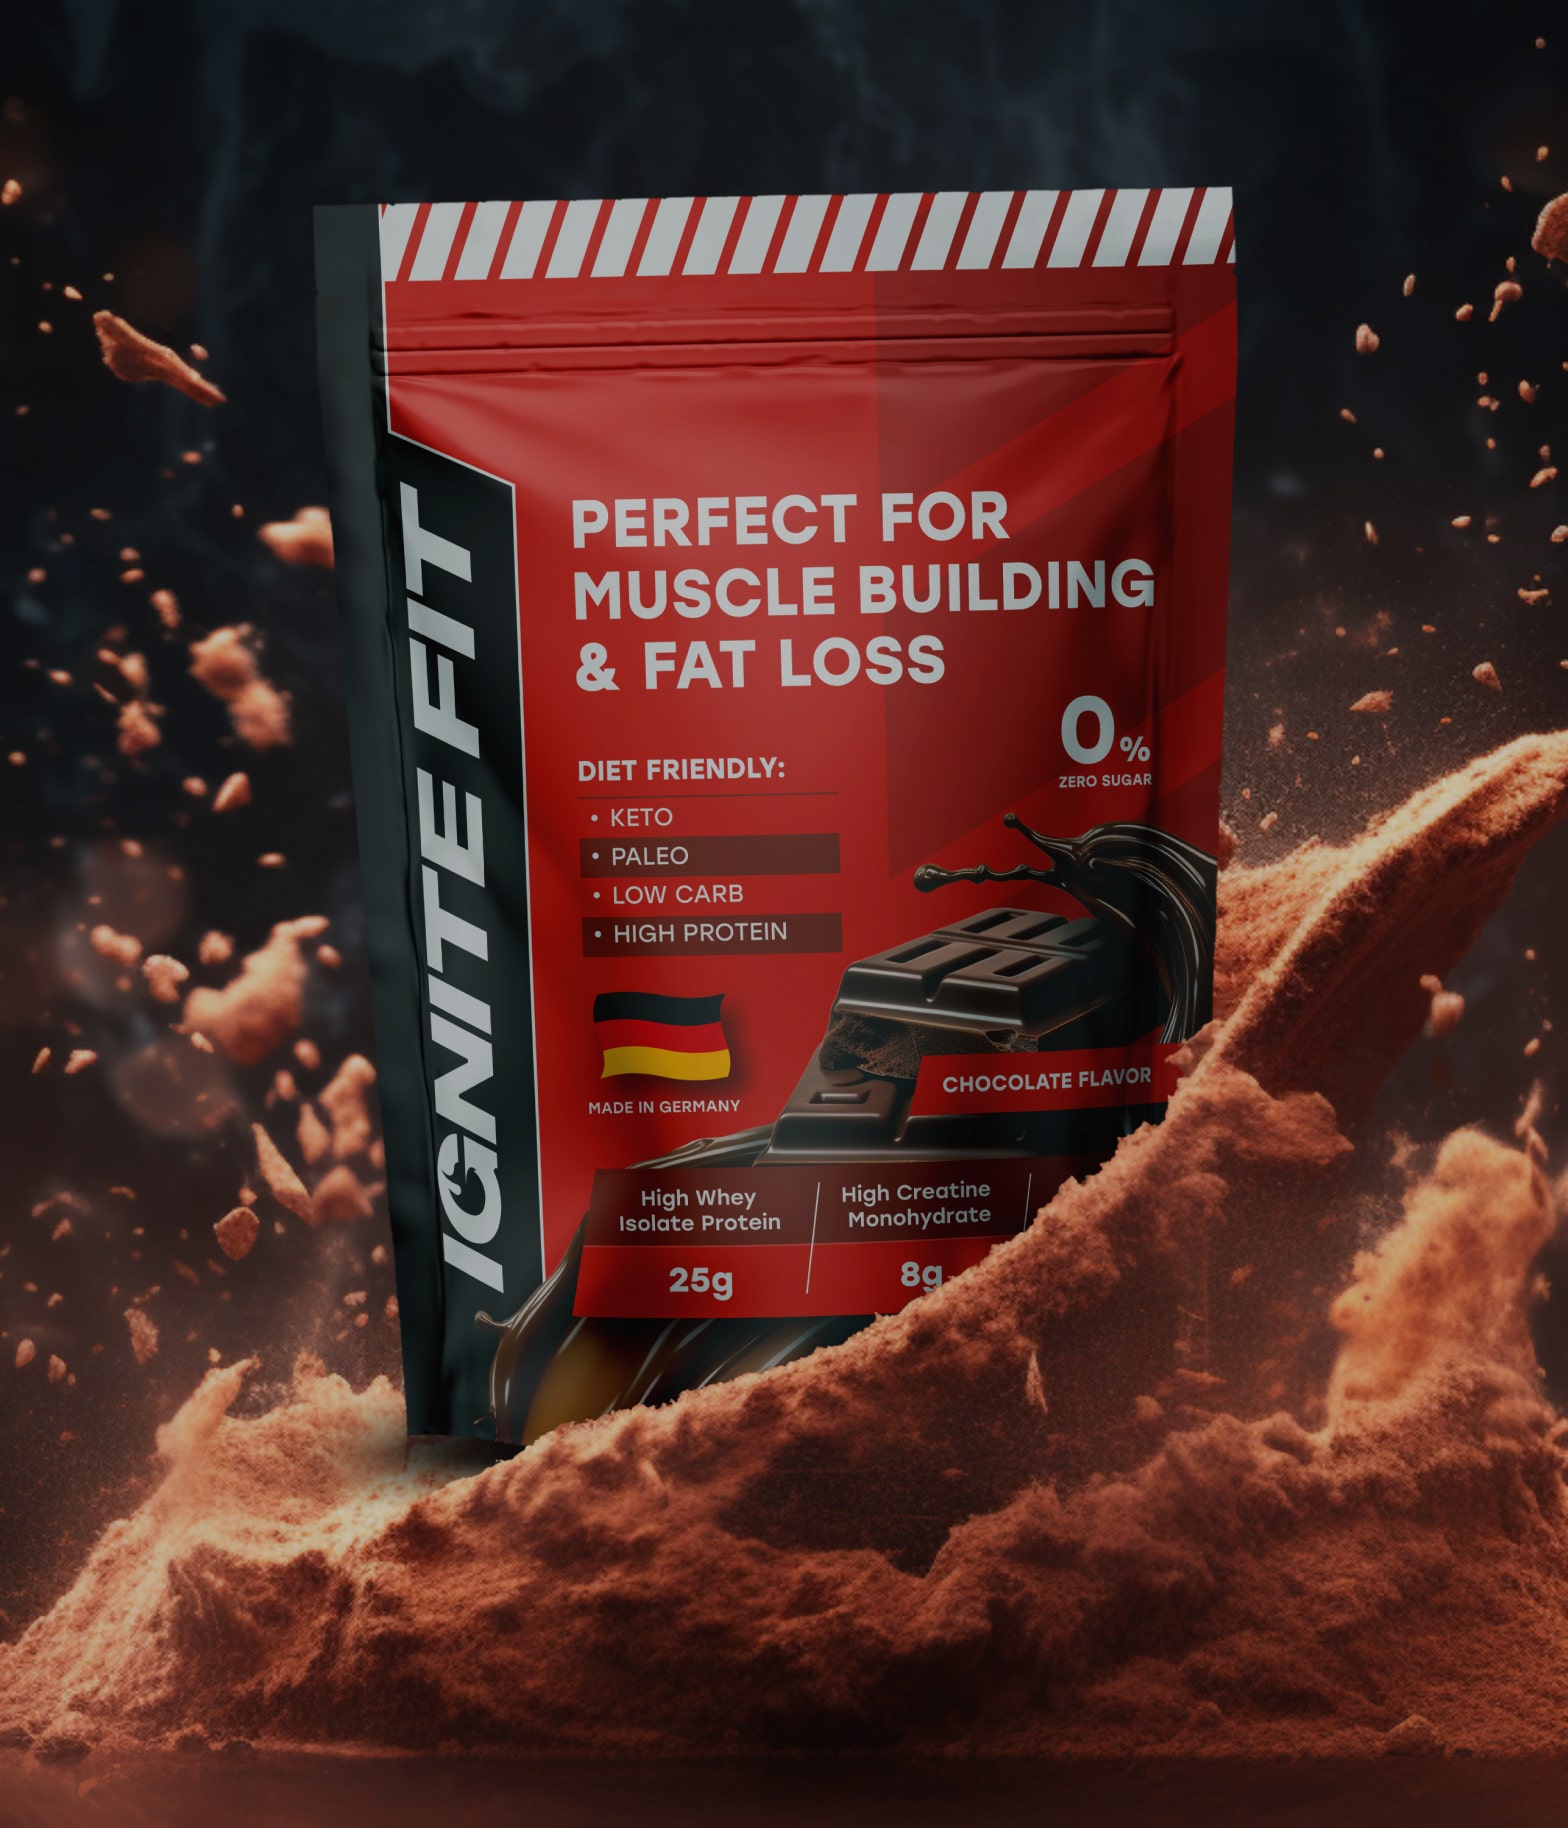 IGNITE FIT
PERFECT FOR
MUSCLE BUILDING
& FAT LOSS
0%
ZERO SUGAR
DIET FRIENDLY:
• KETO
• PALEO
• LOW CARB
• HIGH PROTEIN
MADE IN GERMANY
CHOCOLATE FLAVOR
High Whey
Isolate Protein
25g
High Creatine
Monohydrate
8g